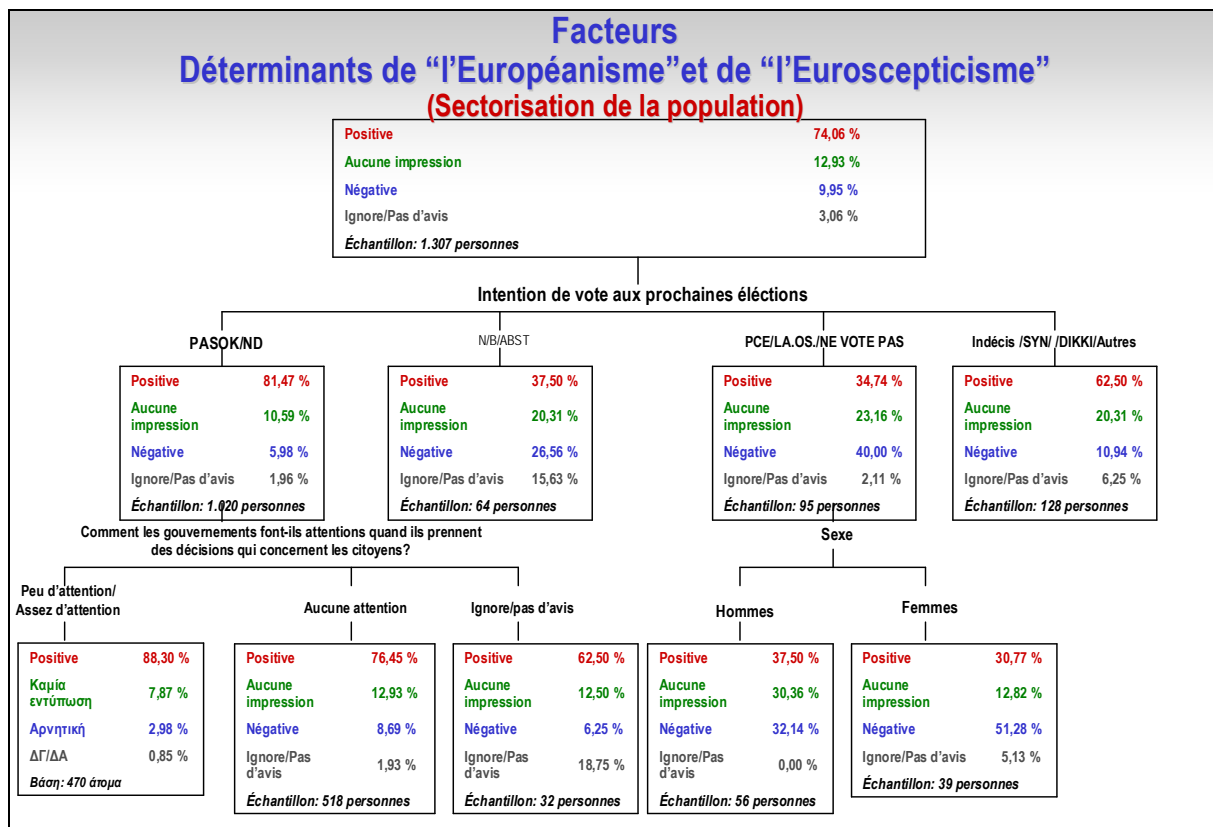 Facteurs
Déterminants de “l’Européanisme”et de “l’Euroscepticisme”
(Sectorisation de la population)
Positive 74,06 %
Aucune impression 12,93 %
Négative 9,95 %
Ignore/Pas d’avis 3,06 %
Échantillon: 1.307 personnes
Intention de vote aux prochaines éléctions
PASOK/ND
Positive 81,47 %
Aucune
impression 10,59 %
Négative 5,98 %
Ignore/Pas d’avis 1,96 %
Échantillon: 1.020 personnes
N/B/ABST
Positive 37,50 %
Aucune
impression 20,31 %
Négative 26,56 %
Ignore/Pas d’avis 15,63 %
Échantillon: 64 personnes
PCE/LA.OS./NE VOTE PAS
Positive 34,74 %
Aucune
impression 23,16 %
Négative 40,00 %
Ignore/Pas d’avis 2,11 %
Échantillon: 95 personnes
Indécis /SYN/ /DIKKI/Autres
Positive 62,50 %
Aucune
impression 20,31 %
Négative 10,94 %
Ignore/Pas d’avis 6,25 %
Échantillon: 128 personnes
Comment les gouvernements font-ils attentions quand ils prennent
des décisions qui concernent les citoyens?
Peu d’attention/
Assez d’attention
Positive 88,30 %
Καμία
εντύπωση 7,87 %
Αρνητική 2,98 %
ΔΓ/ΔΑ 0,85 %
Βάση: 470 άτομα
Aucune attention
Positive 76,45 %
Aucune
impression 12,93 %
Négative 8,69 %
Ignore/Pas
d’avis 1,93 %
Échantillon: 518 personnes
Ignore/pas d’avis
Positive 62,50 %
Aucune
impression 12,50 %
Négative 6,25 %
Ignore/Pas
d’avis 18,75 %
Échantillon: 32 personnes
Sexe
Hommes
Positive 37,50 %
Aucune
impression 30,36 %
Négative 32,14 %
Ignore/Pas
d’avis 0,00 %
Échantillon: 56 personnes
Femmes
Positive 30,77 %
Aucune
impression 12,82 %
Négative 51,28 %
Ignore/Pas d’avis 5,13 %
Échantillon: 39 personnes